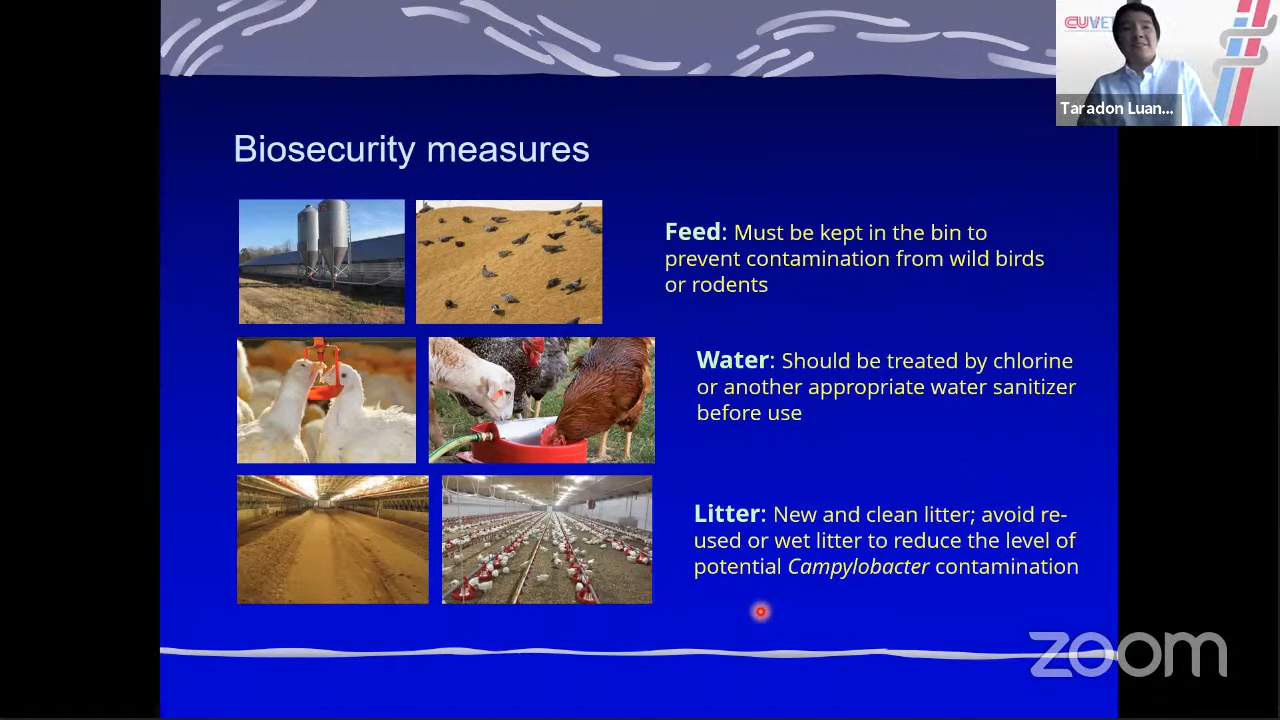 CUVET
Taradon Luan...
Biosecurity measures
Feed: Must be kept in the bin to
prevent contamination from wild birds
or rodents
Water: Should be treated by chlorine
or another appropriate water sanitizer
before use
Litter: New and clean litter; avoid re-
used or wet litter to reduce the level of
potential Campylobacter contamination
zoom